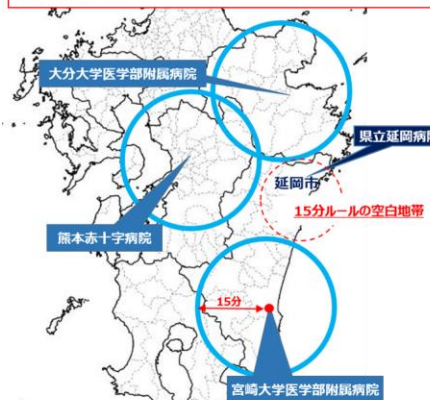 大分大学医学部附属病院
県立延岡病院
延岡市
15分ルールの空白地帯
熊本赤十字病院
15分
宮崎大学医学部附属病院